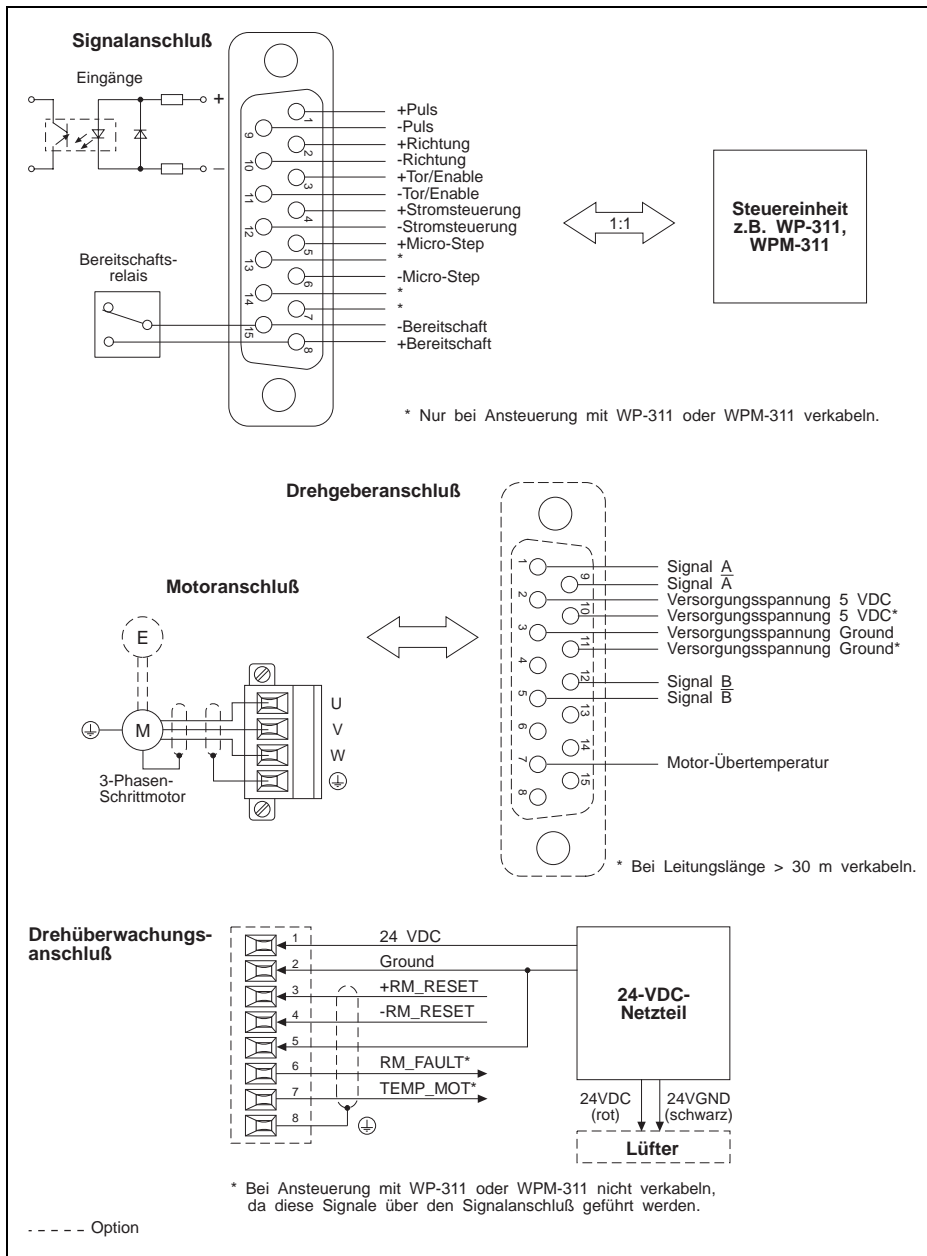 Signalanschluß
Eingänge
+
–
1
9
2
10
3
11
4
12
5
13
6
14
7
15
8
+Puls
-Puls
+Richtung
-Richtung
+Tor/Enable
-Tor/Enable
+Stromsteuerung
-Stromsteuerung
+Micro-Step
*
-Micro-Step
*
*
-Bereitschaft
+Bereitschaft
Bereitschafts-
relais
1:1
Steuereinheit
z.B. WP-311,
WPM-311
* Nur bei Ansteuerung mit WP-311 oder WPM-311 verkabeln.
Drehgeberanschluß
Motoranschluß
E
M
3-Phasen-
Schrittmotor
U
V
W
1
9
2
10
3
11
4
12
5
13
6
14
7
15
8
Signal A
Signal A̅
Versorgungsspannung 5 VDC
Versorgungsspannung 5 VDC*
Versorgungsspannung Ground
Versorgungsspannung Ground*
Signal B
Signal B̅
Motor-Übertemperatur
* Bei Leitungslänge > 30 m verkabeln.
Drehüberwachungs-
anschluß
1 24 VDC
2 Ground
3 +RM_RESET
4 -RM_RESET
5
6 RM_FAULT*
7 TEMP_MOT*
8
24-VDC-
Netzteil
24VDC
(rot)
24VGND
(schwarz)
Lüfter
* Bei Ansteuerung mit WP-311 oder WPM-311 nicht verkabeln,
da diese Signale über den Signalanschluß geführt werden.
- - - - - Option